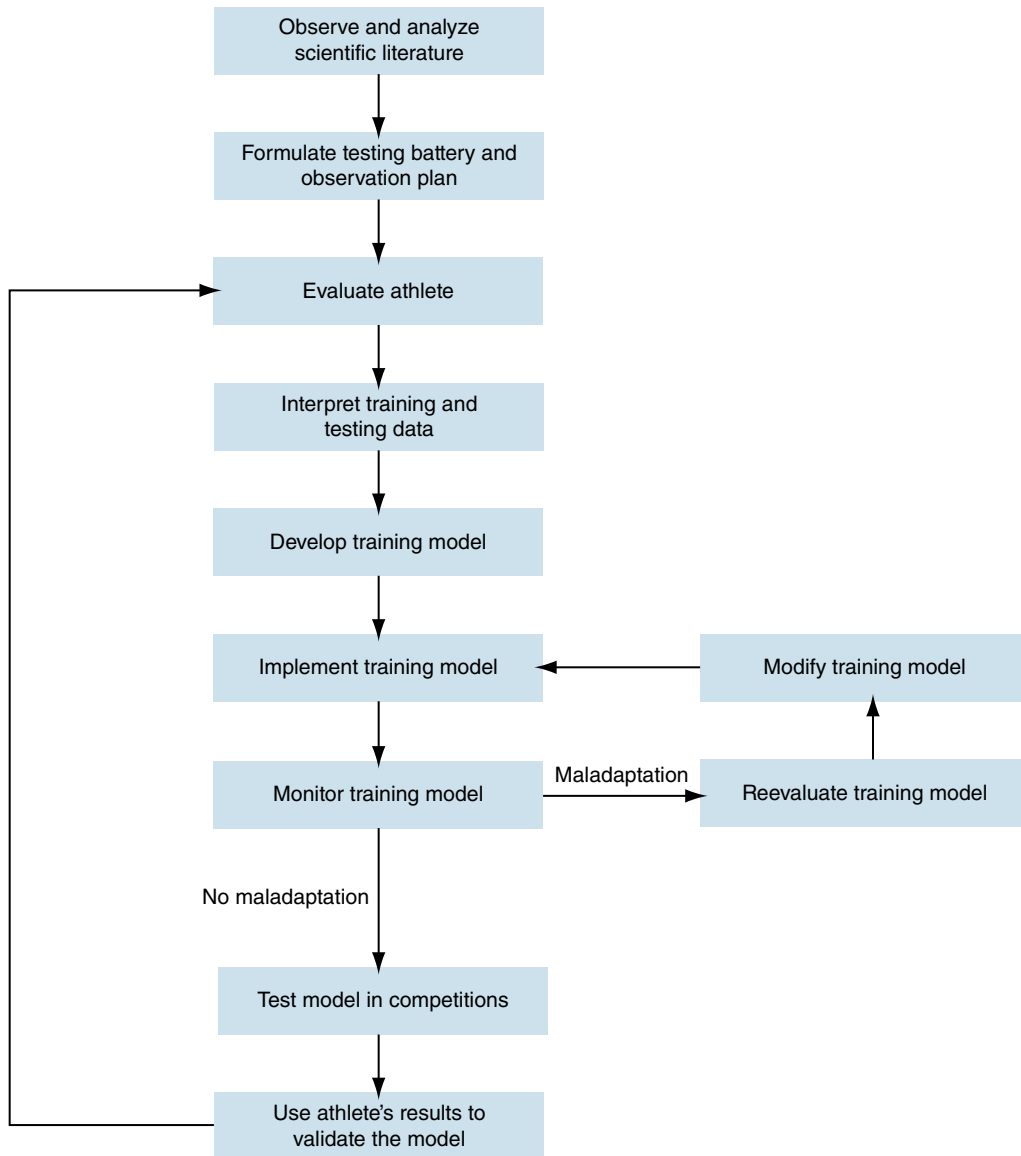 Observe and analyze
scientific literature
Formulate testing battery and
observation plan
Evaluate athlete
Interpret training and
testing data
Develop training model
Implement training model
Modify training model
Monitor training model
Maladaptation
Reevaluate training model
No maladaptation
Test model in competitions
Use athlete’s results to
validate the model